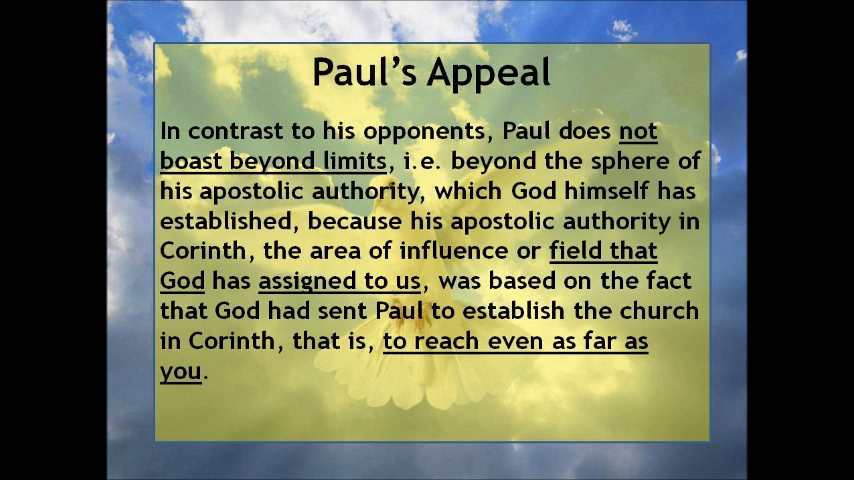 Paul’s Appeal
In contrast to his opponents, Paul does not
boast beyond limits, i.e. beyond the sphere of
his apostolic authority, which God himself has
established, because his apostolic authority in
Corinth, the area of influence or field that
God has assigned to us, was based on the fact
that God had sent Paul to establish the church
in Corinth, that is, to reach even as far as
you.